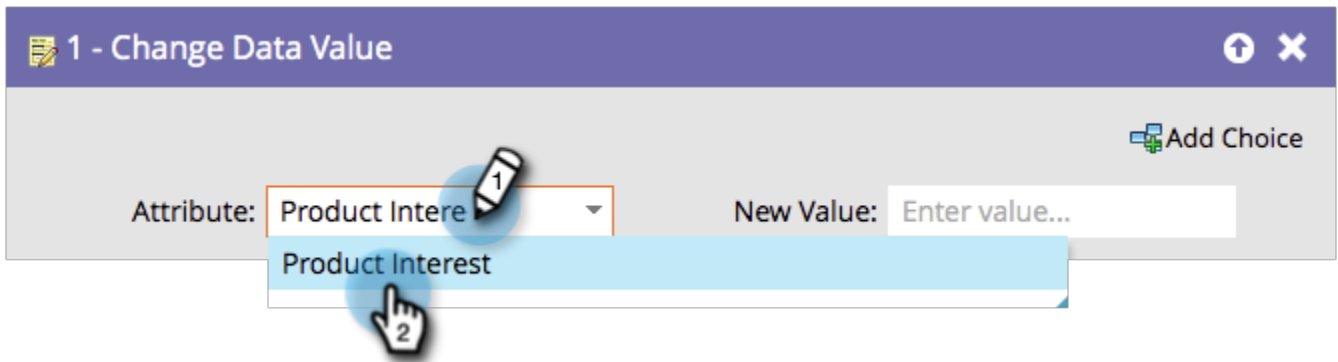 1 - Change Data Value
Add Choice
1
Attribute: Product Intere New Value: Enter value...
Product Interest
2